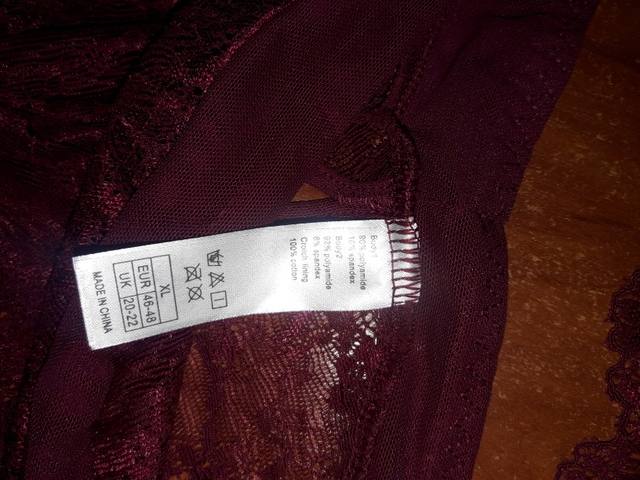 Body1
90% polyamide
10% spandex
Body2
92% polyamide
8% spandex
Crouch lining
100% cotton
XL
EUR 46-48
UK 20-22
MADE IN CHINA